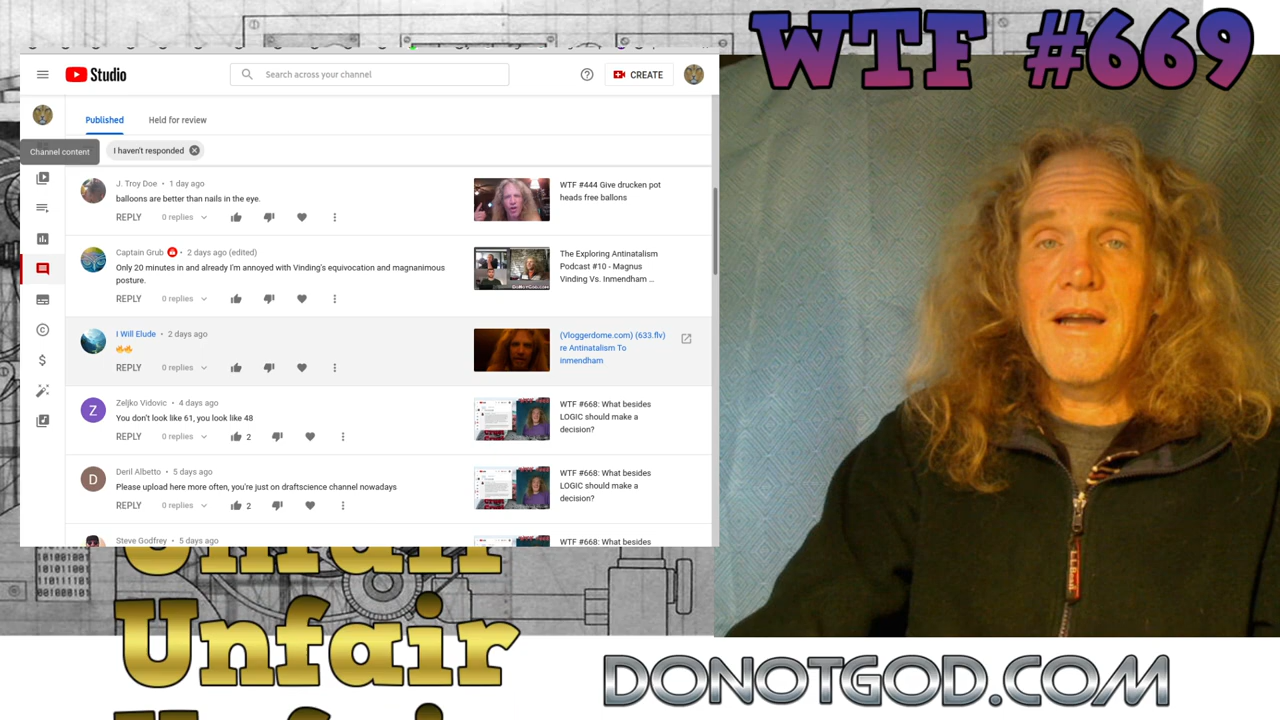 WTF #669
Studio
Search across your channel
CREATE
Published
Held for review
Channel content
I haven't responded
J. Troy Doe • 1 day ago
balloons are better than nails in the eye.
REPLY 0 replies
WTF #444 Give drucken pot
heads free ballons
Captain Grub • 2 days ago (edited)
Only 20 minutes in and already I'm annoyed with Vinding's equivocation and magnanimous
posture.
REPLY 0 replies
The Exploring Antinatalism
Podcast #10 - Magnus
Vinding Vs. Inmendham ...
DONOTGOD.COM
I Will Elude • 2 days ago
REPLY 0 replies
(Vloggerdome.com) (633.flv)
re Antinatalism To
inmendham
Z
Zeljko Vidovic • 4 days ago
You don't look like 61, you look like 48
REPLY 0 replies 2
WTF #668: What besides
LOGIC should make a
decision?
D
Deril Albetto • 5 days ago
Please upload here more often, you're just on draftscience channel nowadays
REPLY 0 replies 2
WTF #668: What besides
LOGIC should make a
decision?
Steve Godfrey • 5 days ago
WTF #668: What besides
Unfair
Unfair
DONOTGOD.COM